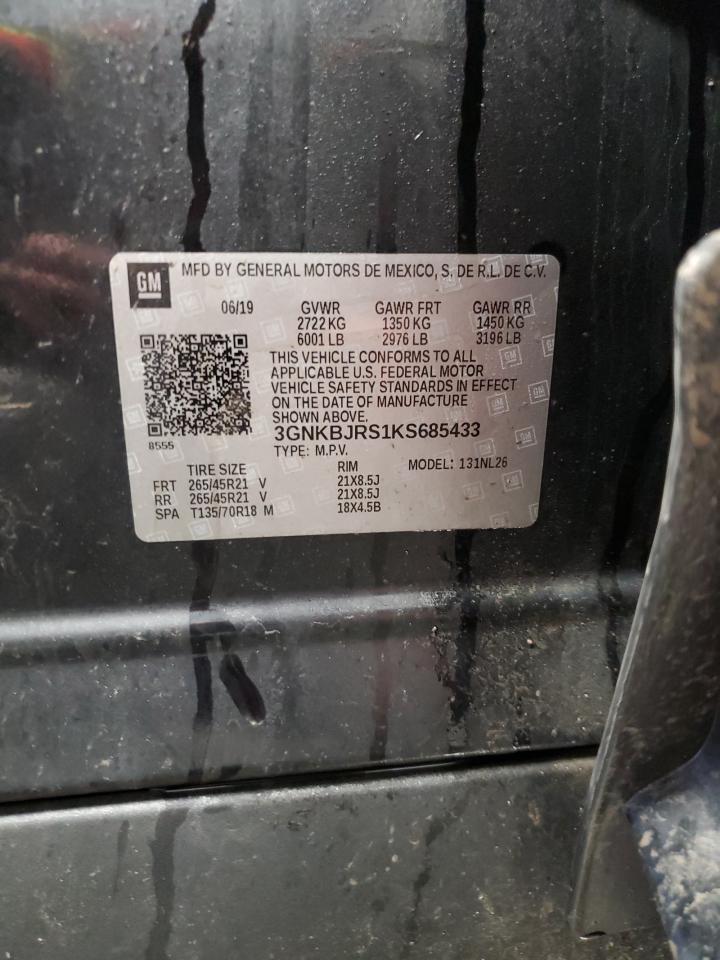 GM
MFD BY GENERAL MOTORS DE MEXICO, S. DE R.L. DE C.V.
06/19 GVWR GAWR FRT GAWR RR
2722 KG 1350 KG 1450 KG
6001 LB 2976 LB 3196 LB
THIS VEHICLE CONFORMS TO ALL
APPLICABLE U.S. FEDERAL MOTOR
VEHICLE SAFETY STANDARDS IN EFFECT
ON THE DATE OF MANUFACTURE
SHOWN ABOVE.
8555
3GNKBJRS1KS685433
TYPE: M.P.V.
TIRE SIZE RIM MODEL: 131NL26
FRT 265/45R21 V 21X8.5J
RR 265/45R21 V 21X8.5J
SPA T135/70R18 M 18X4.5B